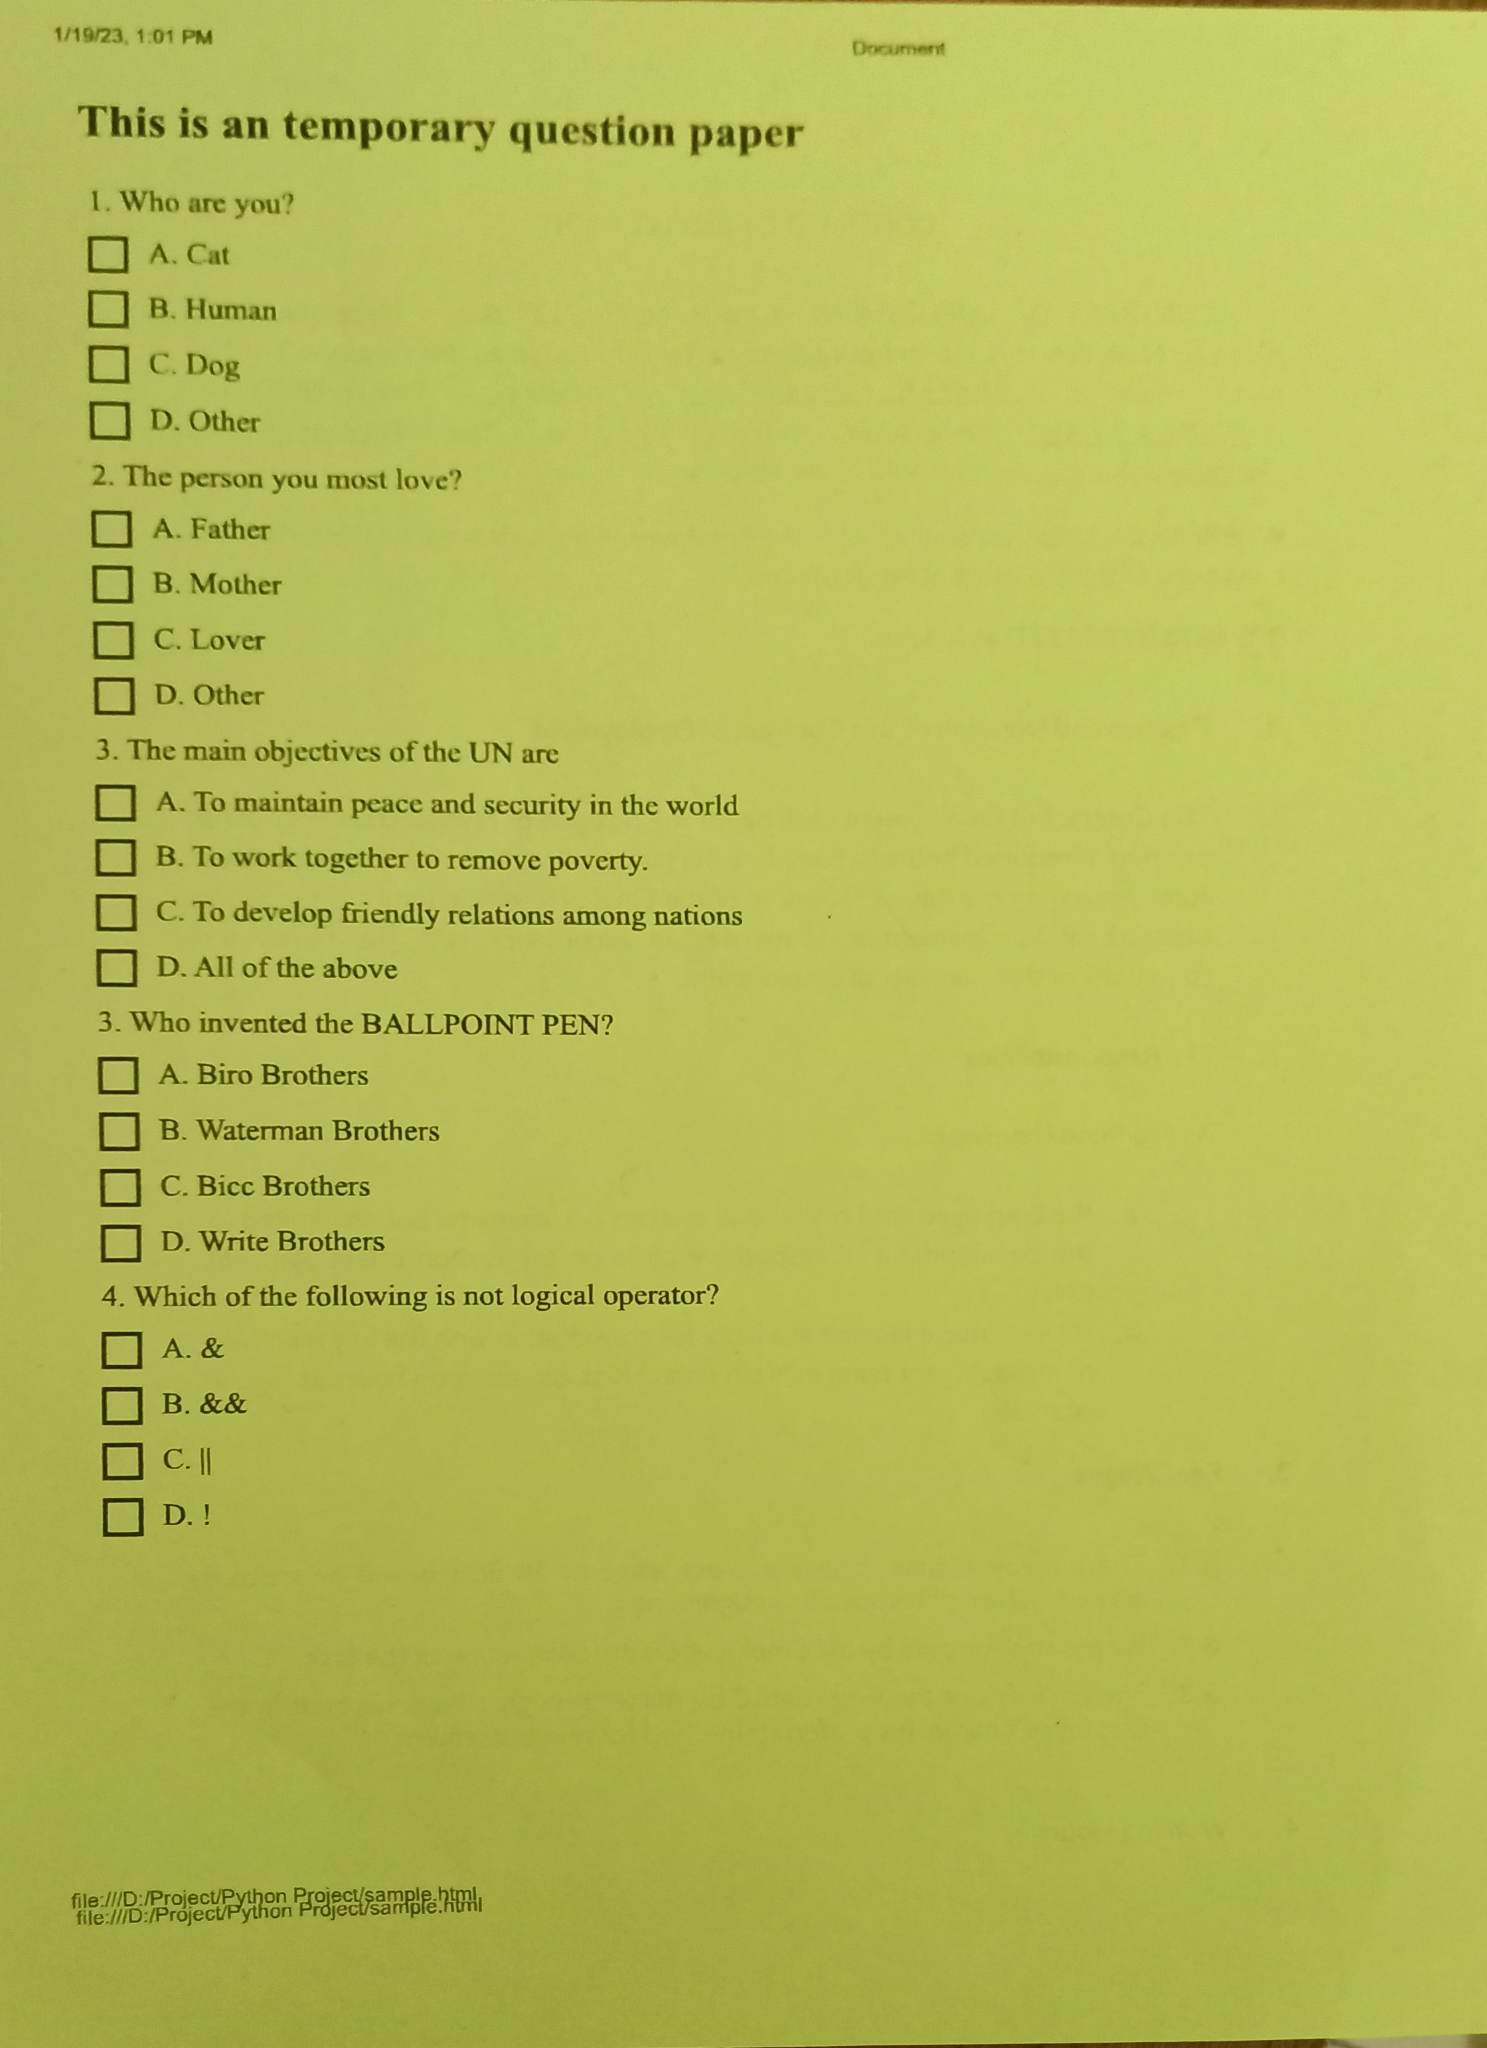 1/19/23, 1:01 PM
Document
This is an temporary question paper
1. Who are you?
A. Cat
B. Human
C. Dog
D. Other
2. The person you most love?
A. Father
B. Mother
C. Lover
D. Other
3. The main objectives of the UN are
A. To maintain peace and security in the world
B. To work together to remove poverty.
C. To develop friendly relations among nations
D. All of the above
3. Who invented the BALLPOINT PEN?
A. Biro Brothers
B. Waterman Brothers
C. Bicc Brothers
D. Write Brothers
4. Which of the following is not logical operator?
A. &
B. &&
C. ||
D. !
file:///D:/Project/Python Project/sample.html
file:///D:/Project/Python Project/sample.html